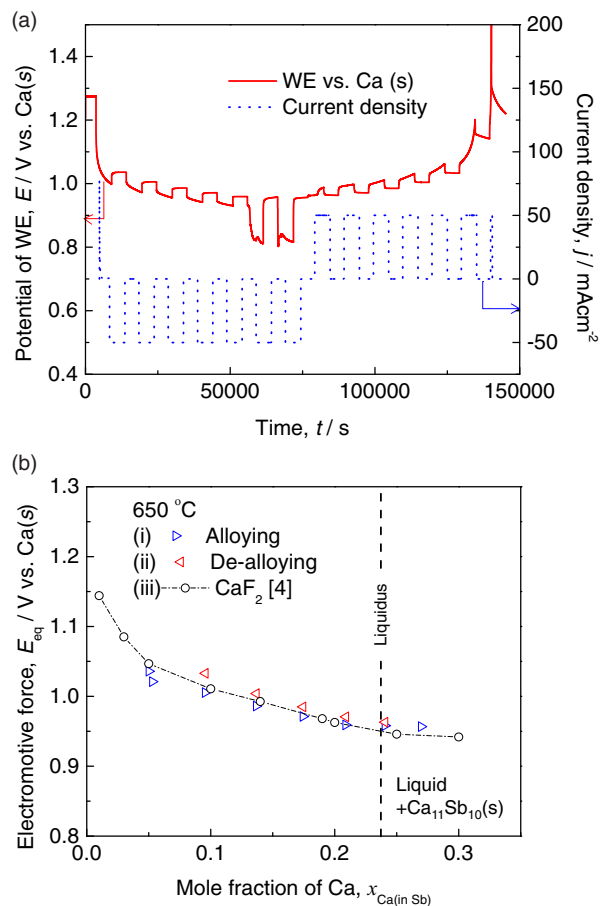 (a)
1.4
1.2
1.0
0.8
0.6
0.4
Potential of WE, E / V vs. Ca(s)
WE vs. Ca (s)
Current density
200
150
100
50
0
-50
Current density, j / mAcm-2
0 50000 100000 150000
Time, t / s
(b)
1.3
1.2
1.1
1.0
0.9
0.8
Electromotive force, Eeq / V vs. Ca(s)
650 °C
(i) Alloying
(ii) De-alloying
(iii) CaF2 [4]
Liquidus
Liquid
+Ca11Sb10(s)
0.0 0.1 0.2 0.3
Mole fraction of Ca, xCa(in Sb)